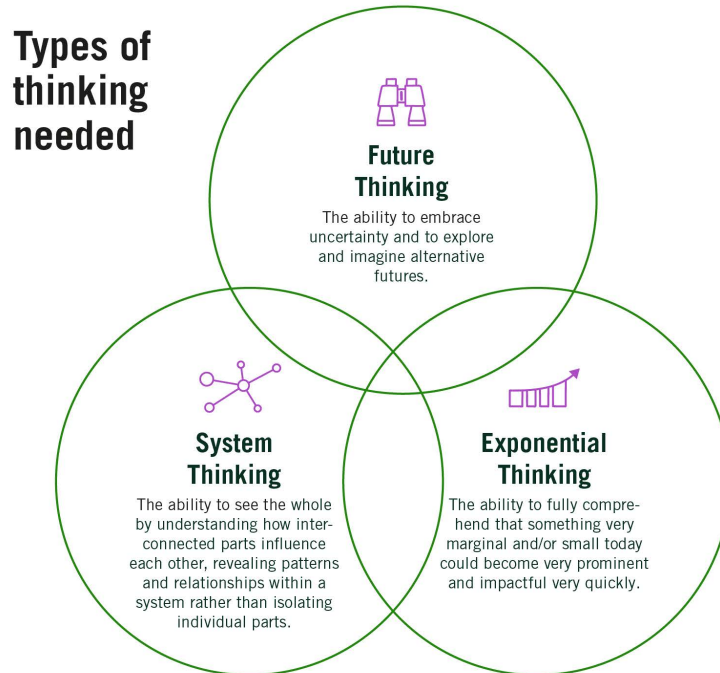 Types of
thinking
needed
Future
Thinking
The ability to embrace
uncertainty and to explore
and imagine alternative
futures.
System
Thinking
The ability to see the whole
by understanding how inter-
connected parts influence
each other, revealing patterns
and relationships within a
system rather than isolating
individual parts.
Exponential
Thinking
The ability to fully compre-
hend that something very
marginal and/or small today
could become very prominent
and impactful very quickly.